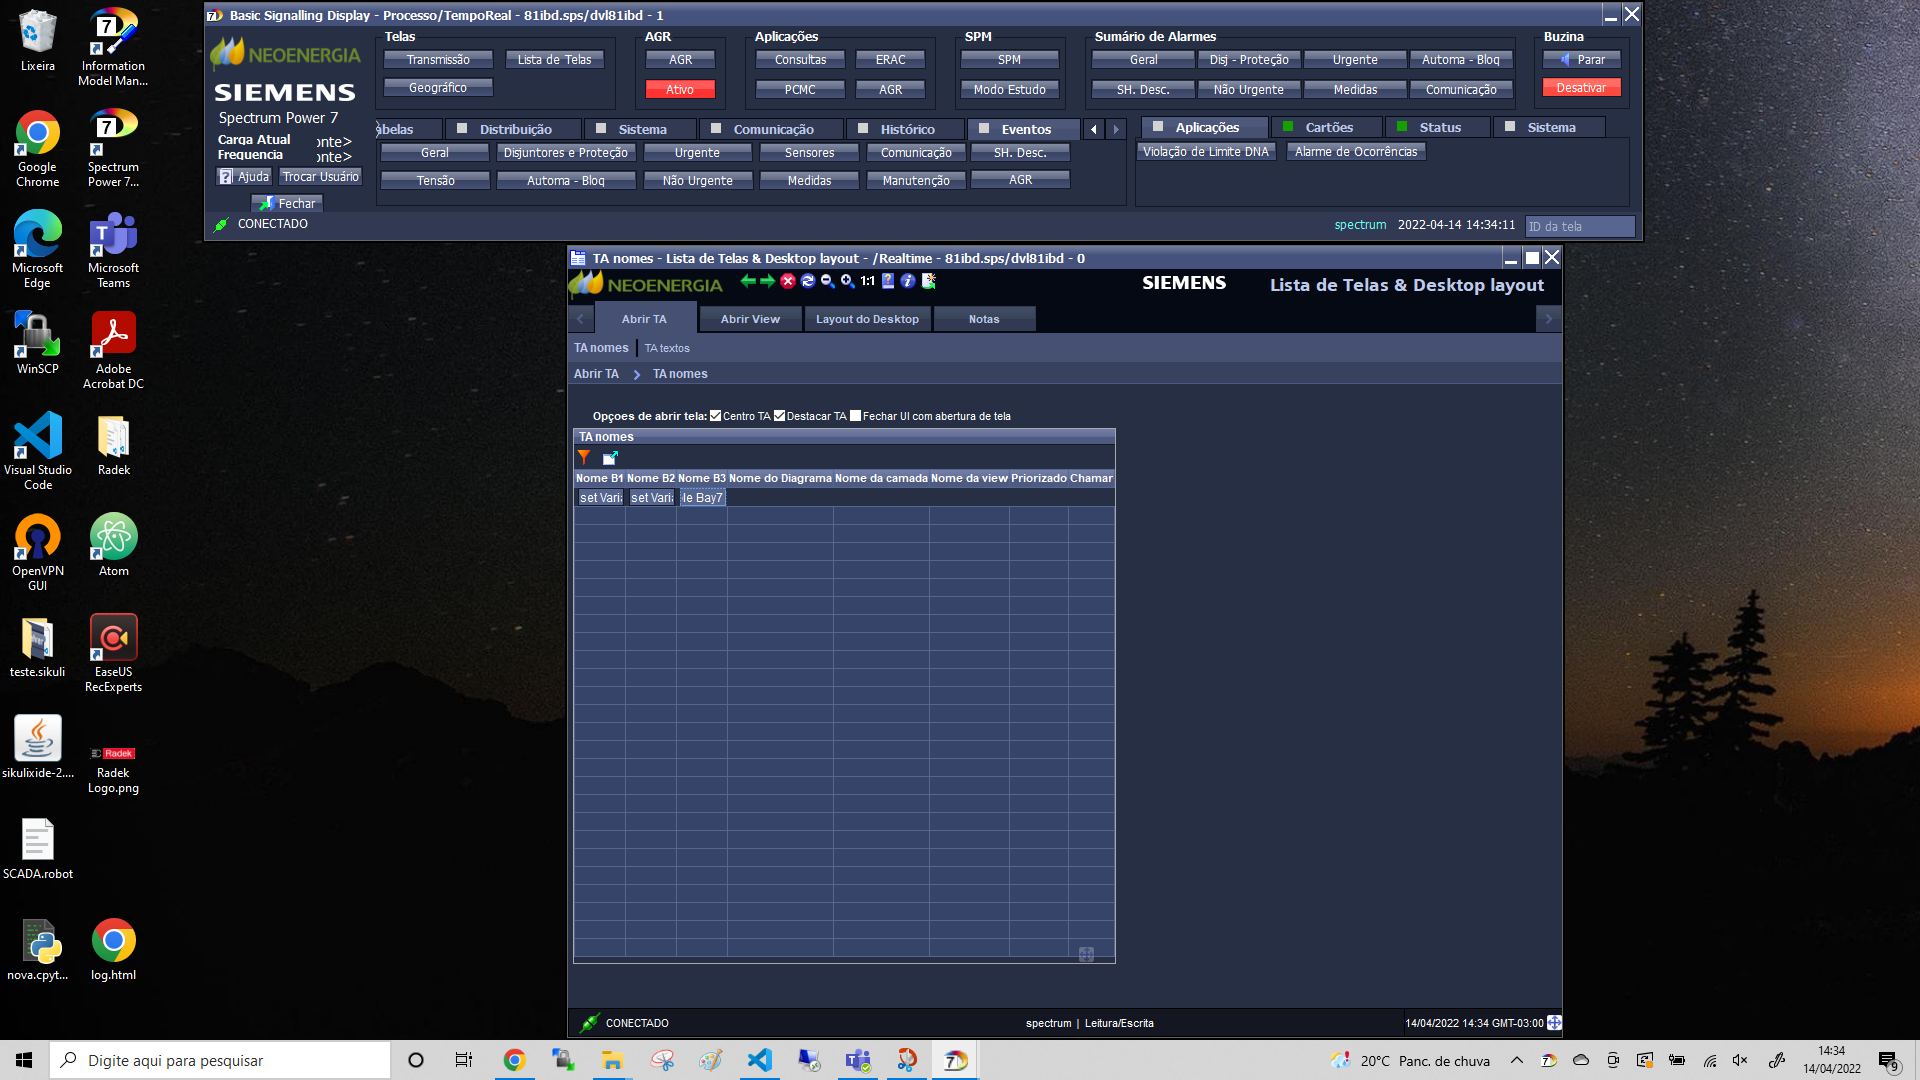 Lixeira
Information
Model Man...
Google
Chrome
Spectrum
Power 7...
Microsoft
Edge
Microsoft
Teams
WinSCP
Adobe
Acrobat DC
Visual Studio
Code
Radek
OpenVPN
GUI
Atom
teste.sikuli
EaseUS
RecExperts
sikulixide-2....
Radek
Radek
Logo.png
SCADA.robot
nova.cpyt...
log.html
Basic Signalling Display - Processo/TempoReal - 81ibd.sps/dvl81ibd - 1
NEOENERGIA
SIEMENS
Spectrum Power 7
Carga Atual onte>
Frequencia onte>
Ajuda Trocar Usuário
Fechar
CONECTADO
Telas
Transmissão Lista de Telas
Geográfico
AGR
AGR
Ativo
Aplicações
Consultas ERAC
PCMC AGR
SPM
SPM
Modo Estudo
Sumário de Alarmes
Geral Disj - Proteção Urgente Automa - Bloq
SH. Desc. Não Urgente Medidas Comunicação
Buzina
Parar
Desativar
abelas Distribuição Sistema Comunicação Histórico Eventos
Geral Disjuntores e Proteção Urgente Sensores Comunicação SH. Desc.
Tensão Automa - Bloq Não Urgente Medidas Manutenção AGR
Aplicações Cartões Status Sistema
Violação de Limite DNA Alarme de Ocorrências
spectrum 2022-04-14 14:34:11 ID da tela
TA nomes - Lista de Telas & Desktop layout - /Realtime - 81ibd.sps/dvl81ibd - 0
NEOENERGIA 1:1 SIEMENS Lista de Telas & Desktop layout
Abrir TA Abrir View Layout do Desktop Notas
TA nomes TA textos
Abrir TA > TA nomes
Opçoes de abrir tela: Centro TA Destacar TA Fechar UI com abertura de tela
TA nomes
Nome B1 Nome B2 Nome B3 Nome do Diagrama Nome da camada Nome da view Priorizado Chamar
set Varia set Varia le Bay7
CONECTADO spectrum | Leitura/Escrita 14/04/2022 14:34 GMT-03:00
Digite aqui para pesquisar
20°C Panc. de chuva
14:34
14/04/2022
9